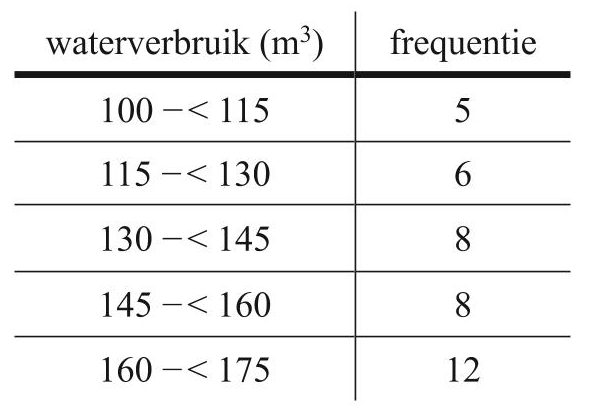 waterverbruik (m³) frequentie
100 −< 115 5
115 −< 130 6
130 −< 145 8
145 −< 160 8
160 −< 175 12